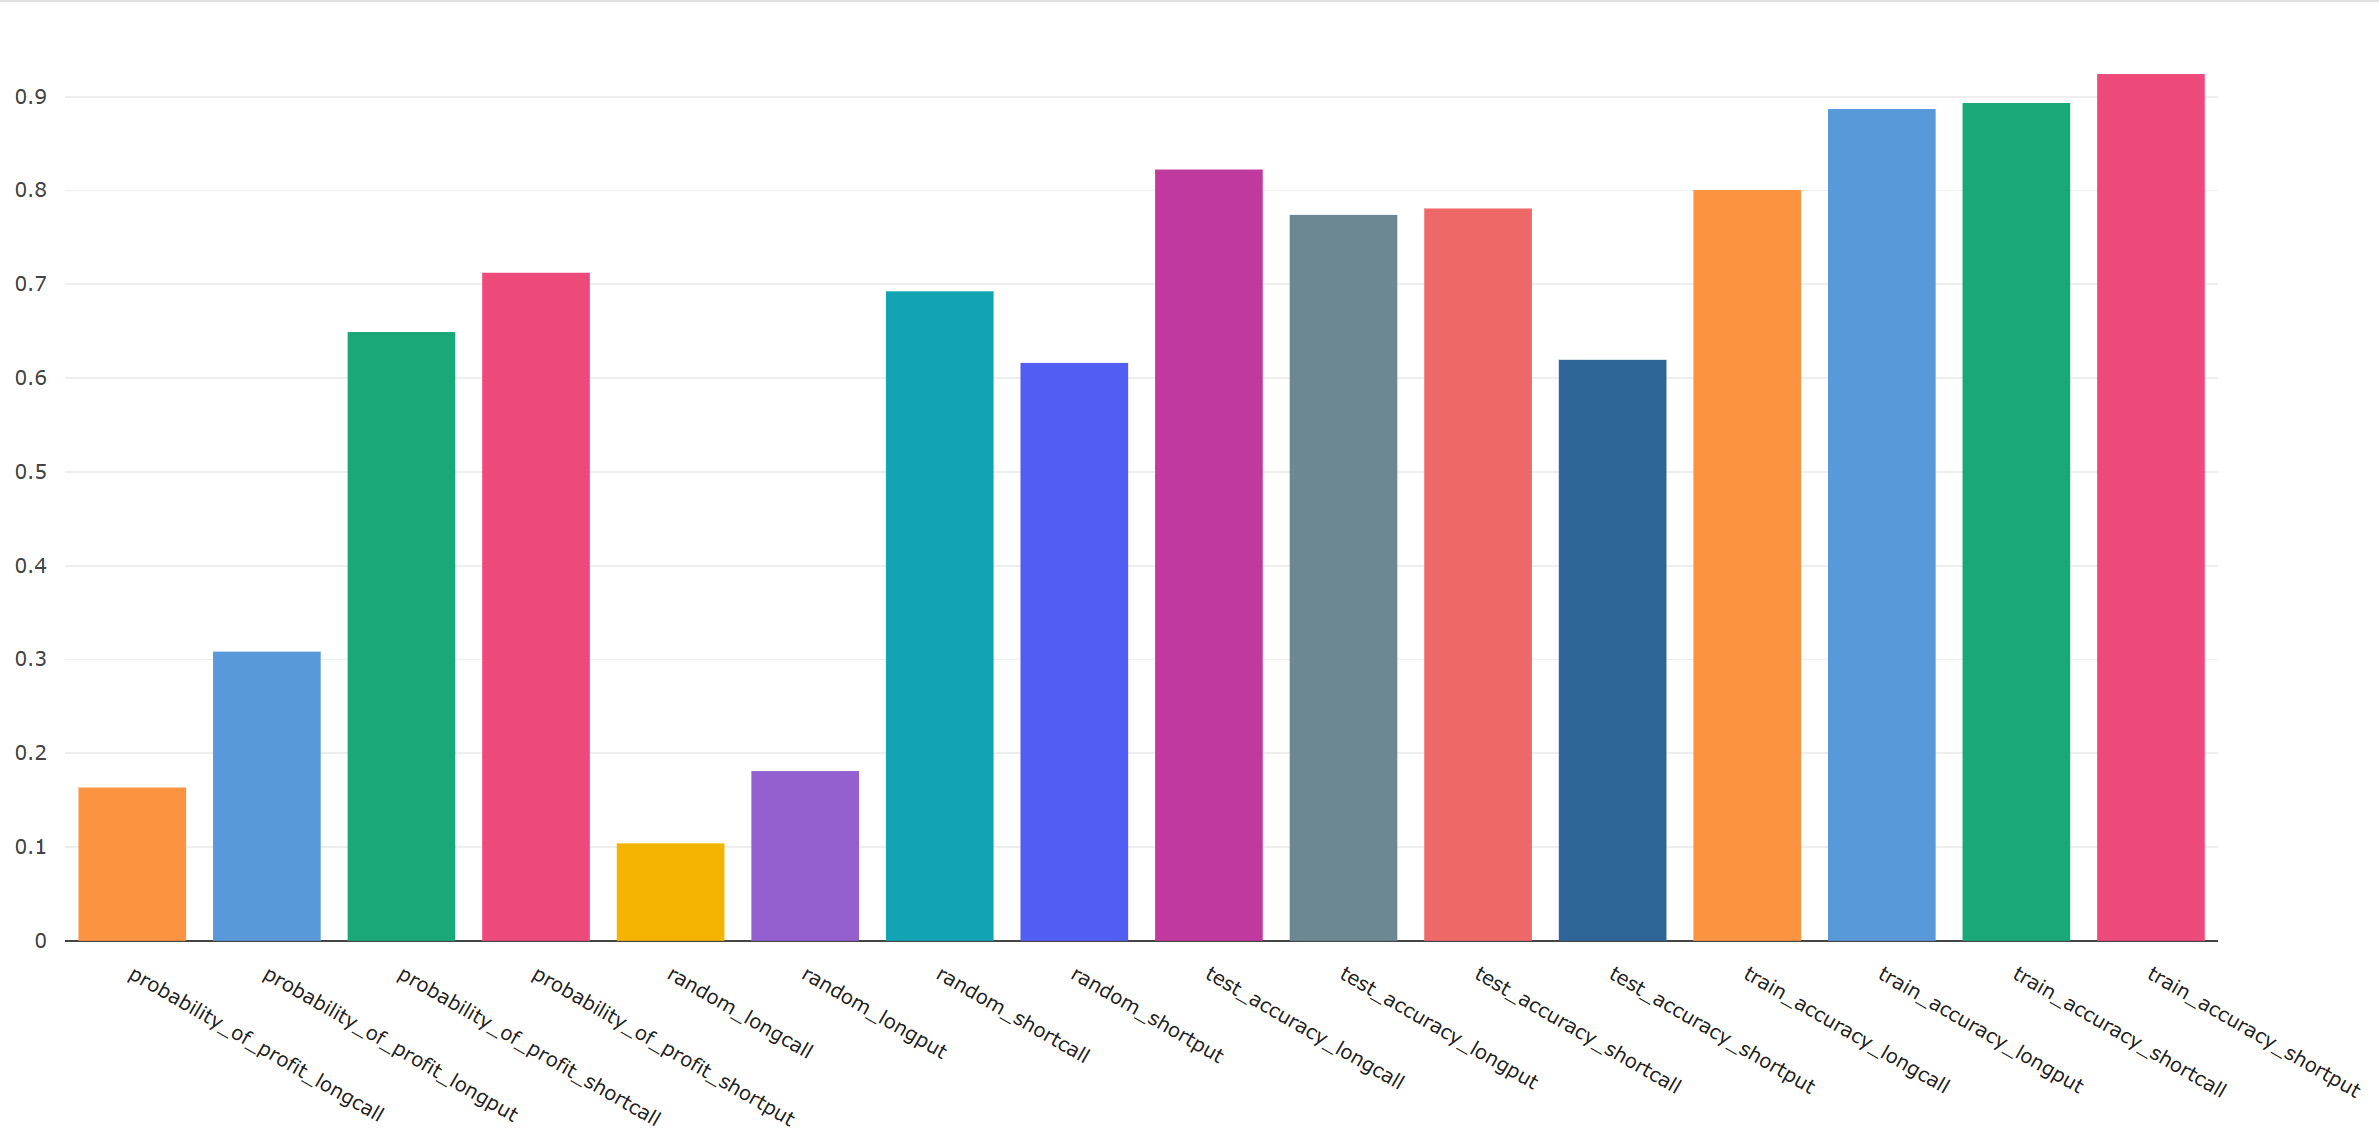 0.9
0.8
0.7
0.6
0.5
0.4
0.3
0.2
0.1
0
probability_of_profit_longcall
probability_of_profit_longput
probability_of_profit_shortcall
probability_of_profit_shortput
random_longcall
random_longput
random_shortcall
random_shortput
test_accuracy_longcall
test_accuracy_longput
test_accuracy_shortcall
test_accuracy_shortput
train_accuracy_longcall
train_accuracy_longput
train_accuracy_shortcall
train_accuracy_shortput